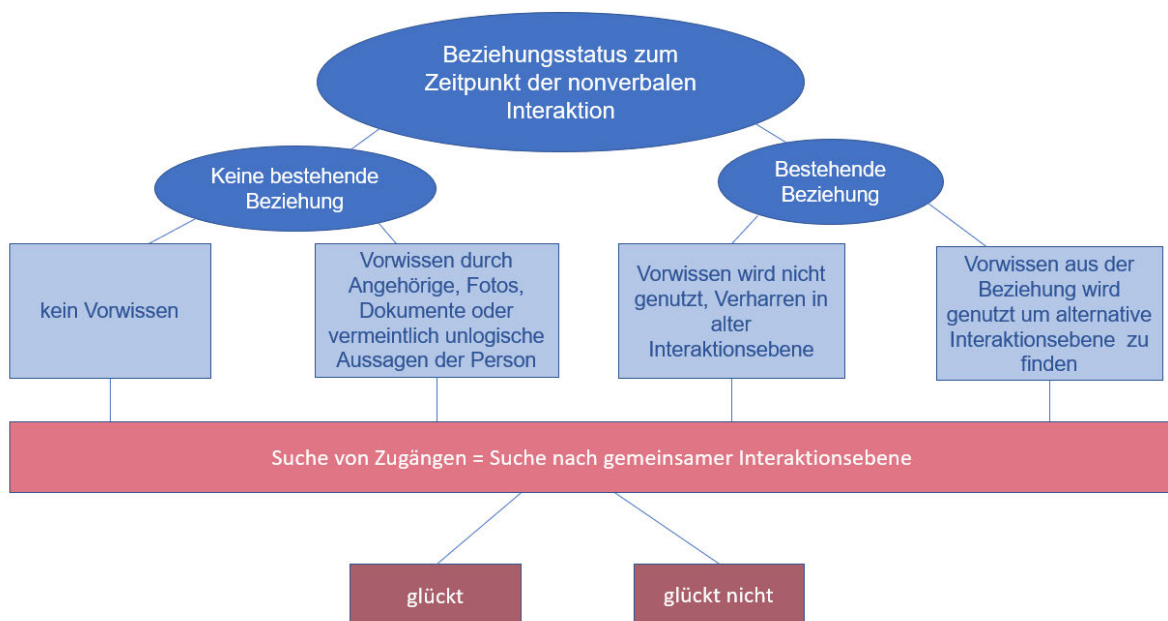 Beziehungsstatus zum
Zeitpunkt der nonverbalen
Interaktion
Keine bestehende
Beziehung
Bestehende
Beziehung
kein Vorwissen
Vorwissen durch
Angehörige, Fotos,
Dokumente oder
vermeintlich unlogische
Aussagen der Person
Vorwissen wird nicht
genutzt, Verharren in
alter
Interaktionsebene
Vorwissen aus der
Beziehung wird
genutzt um alternative
Interaktionsebene zu
finden
Suche von Zugängen = Suche nach gemeinsamer Interaktionsebene
glückt
glückt nicht